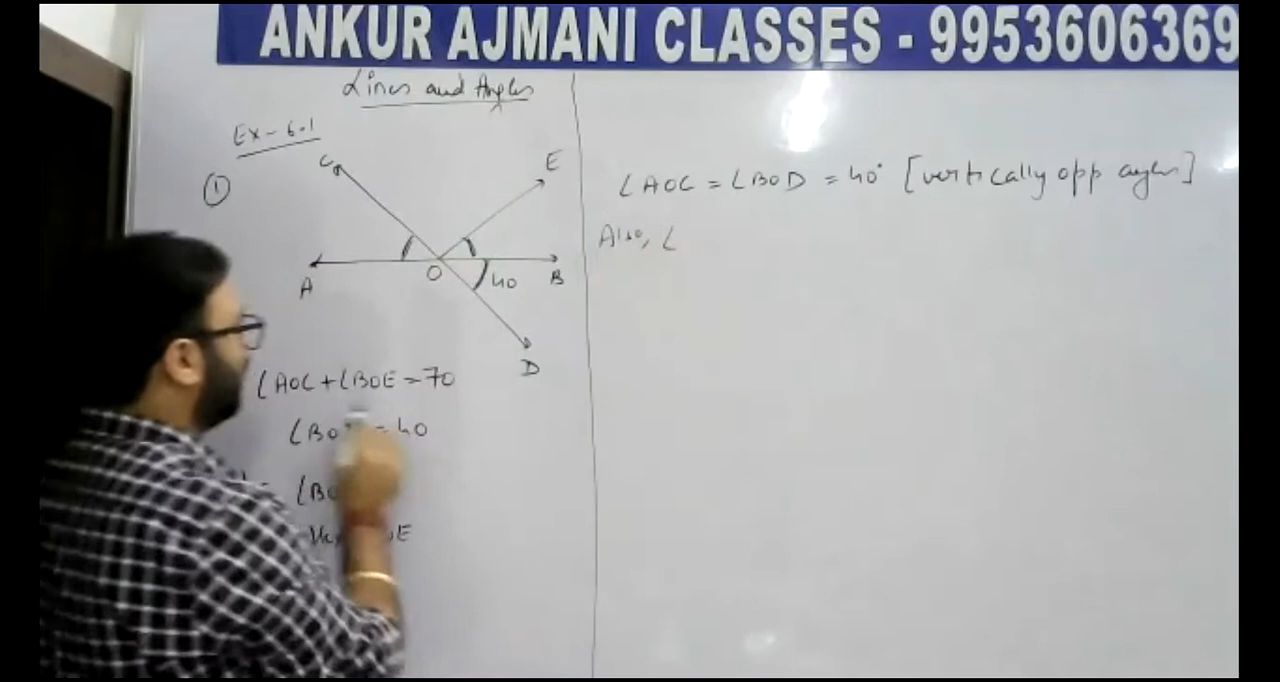 ANKUR AJMANI CLASSES - 9953606369
Lines and Angles
Ex-6.1
①
C
E
A
O
40
B
D
∠AOC + ∠BOE = 70
= 40
∠AOC = ∠BOD = 40° [vertically opp angles]
Also, ∠